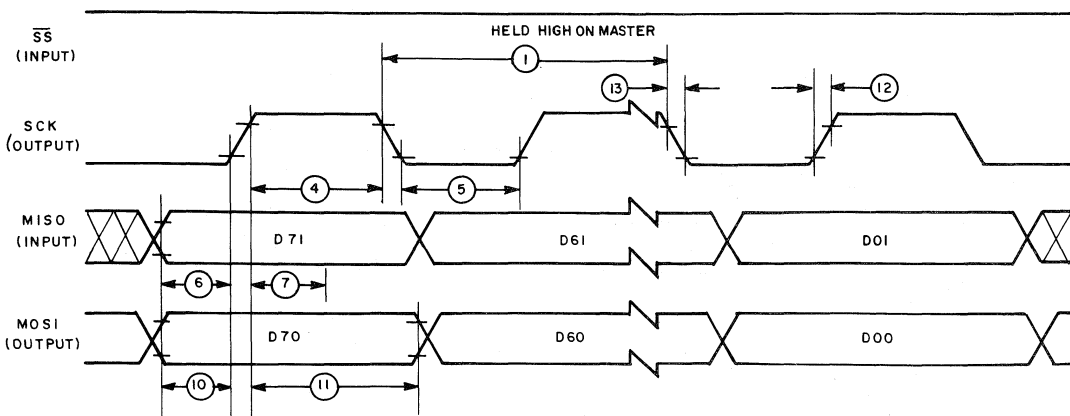 SS
(INPUT)
HELD HIGH ON MASTER
1
13
12
SCK
(OUTPUT)
4
5
MISO
(INPUT)
D71
D61
D01
6
7
MOSI
(OUTPUT)
D70
D60
D00
10
11